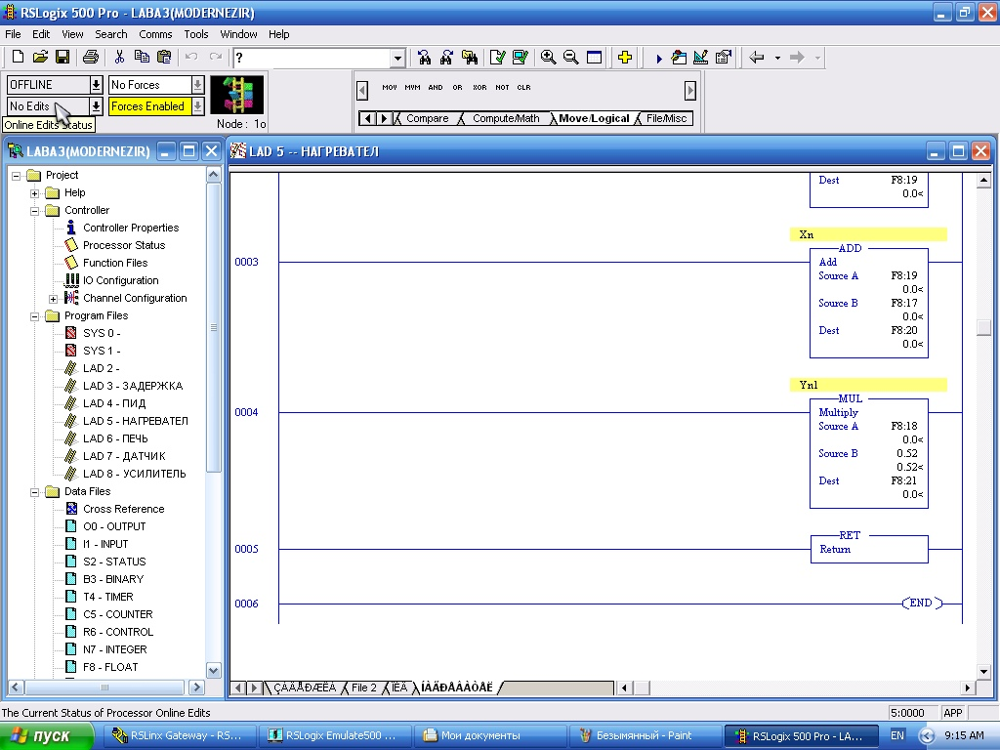 RSLogix 500 Pro - LABA3(MODERNEZIR)
File Edit View Search Comms Tools Window Help
?
OFFLINE No Forces
No Edits Forces Enabled
Online Edits Status
Node : 1o
MOV MVM AND OR XOR NOT CLR
Compare Compute/Math Move/Logical File/Misc
LABA3(MODERNEZIR)
Project
Help
Controller
Controller Properties
Processor Status
Function Files
IO Configuration
Channel Configuration
Program Files
SYS 0 -
SYS 1 -
LAD 2 -
LAD 3 - ЗАДЕРЖКА
LAD 4 - ПИД
LAD 5 - НАГРЕВАТЕЛ
LAD 6 - ПЕЧЬ
LAD 7 - ДАТЧИК
LAD 8 - УСИЛИТЕЛЬ
Data Files
Cross Reference
O0 - OUTPUT
I1 - INPUT
S2 - STATUS
B3 - BINARY
T4 - TIMER
C5 - COUNTER
R6 - CONTROL
N7 - INTEGER
F8 - FLOAT
LAD 5 -- НАГРЕВАТЕЛ
Dest F8:19
0.0<
Xn
0003
ADD
Add
Source A F8:19
0.0<
Source B F8:17
0.0<
Dest F8:20
0.0<
Yn1
0004
MUL
Multiply
Source A F8:18
0.0<
Source B 0.52
0.52<
Dest F8:21
0.0<
0005
RET
Return
0006
END
ÇÀÄÅÐÆÊÀ File 2 ÏÈÄ ÍÀÃÐÅÂÀÒÅË
The Current Status of Processor Online Edits 5:0000 APP
пуск RSLinx Gateway - RS... RSLogix Emulate500 ... Мои документы Безымянный - Paint RSLogix 500 Pro - LA... EN 9:15 AM